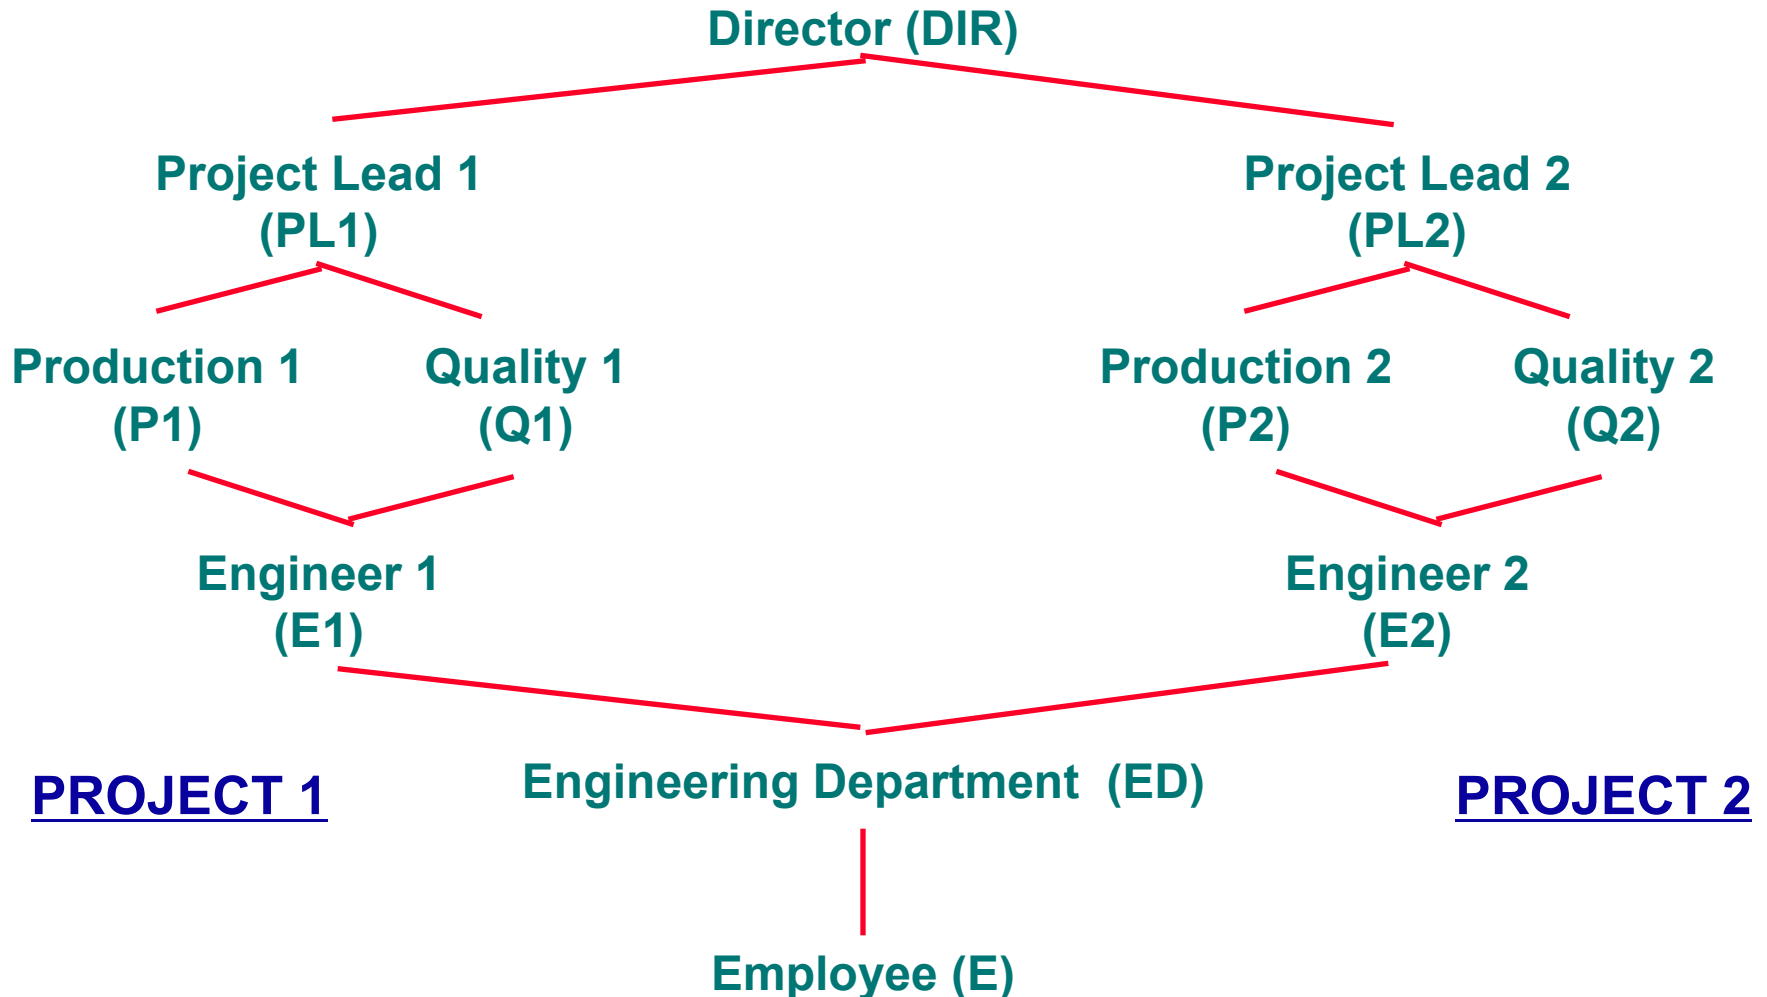 Director (DIR)
Project Lead 1
(PL1)
Project Lead 2
(PL2)
Production 1
(P1)
Quality 1
(Q1)
Production 2
(P2)
Quality 2
(Q2)
Engineer 1
(E1)
Engineer 2
(E2)
PROJECT 1
Engineering Department (ED)
PROJECT 2
Employee (E)